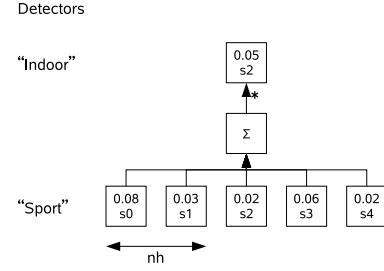 Detectors
“Indoor”
0.05
s2
*
Σ
“Sport”
0.08 0.03 0.02 0.06 0.02
s0 s1 s2 s3 s4
nh